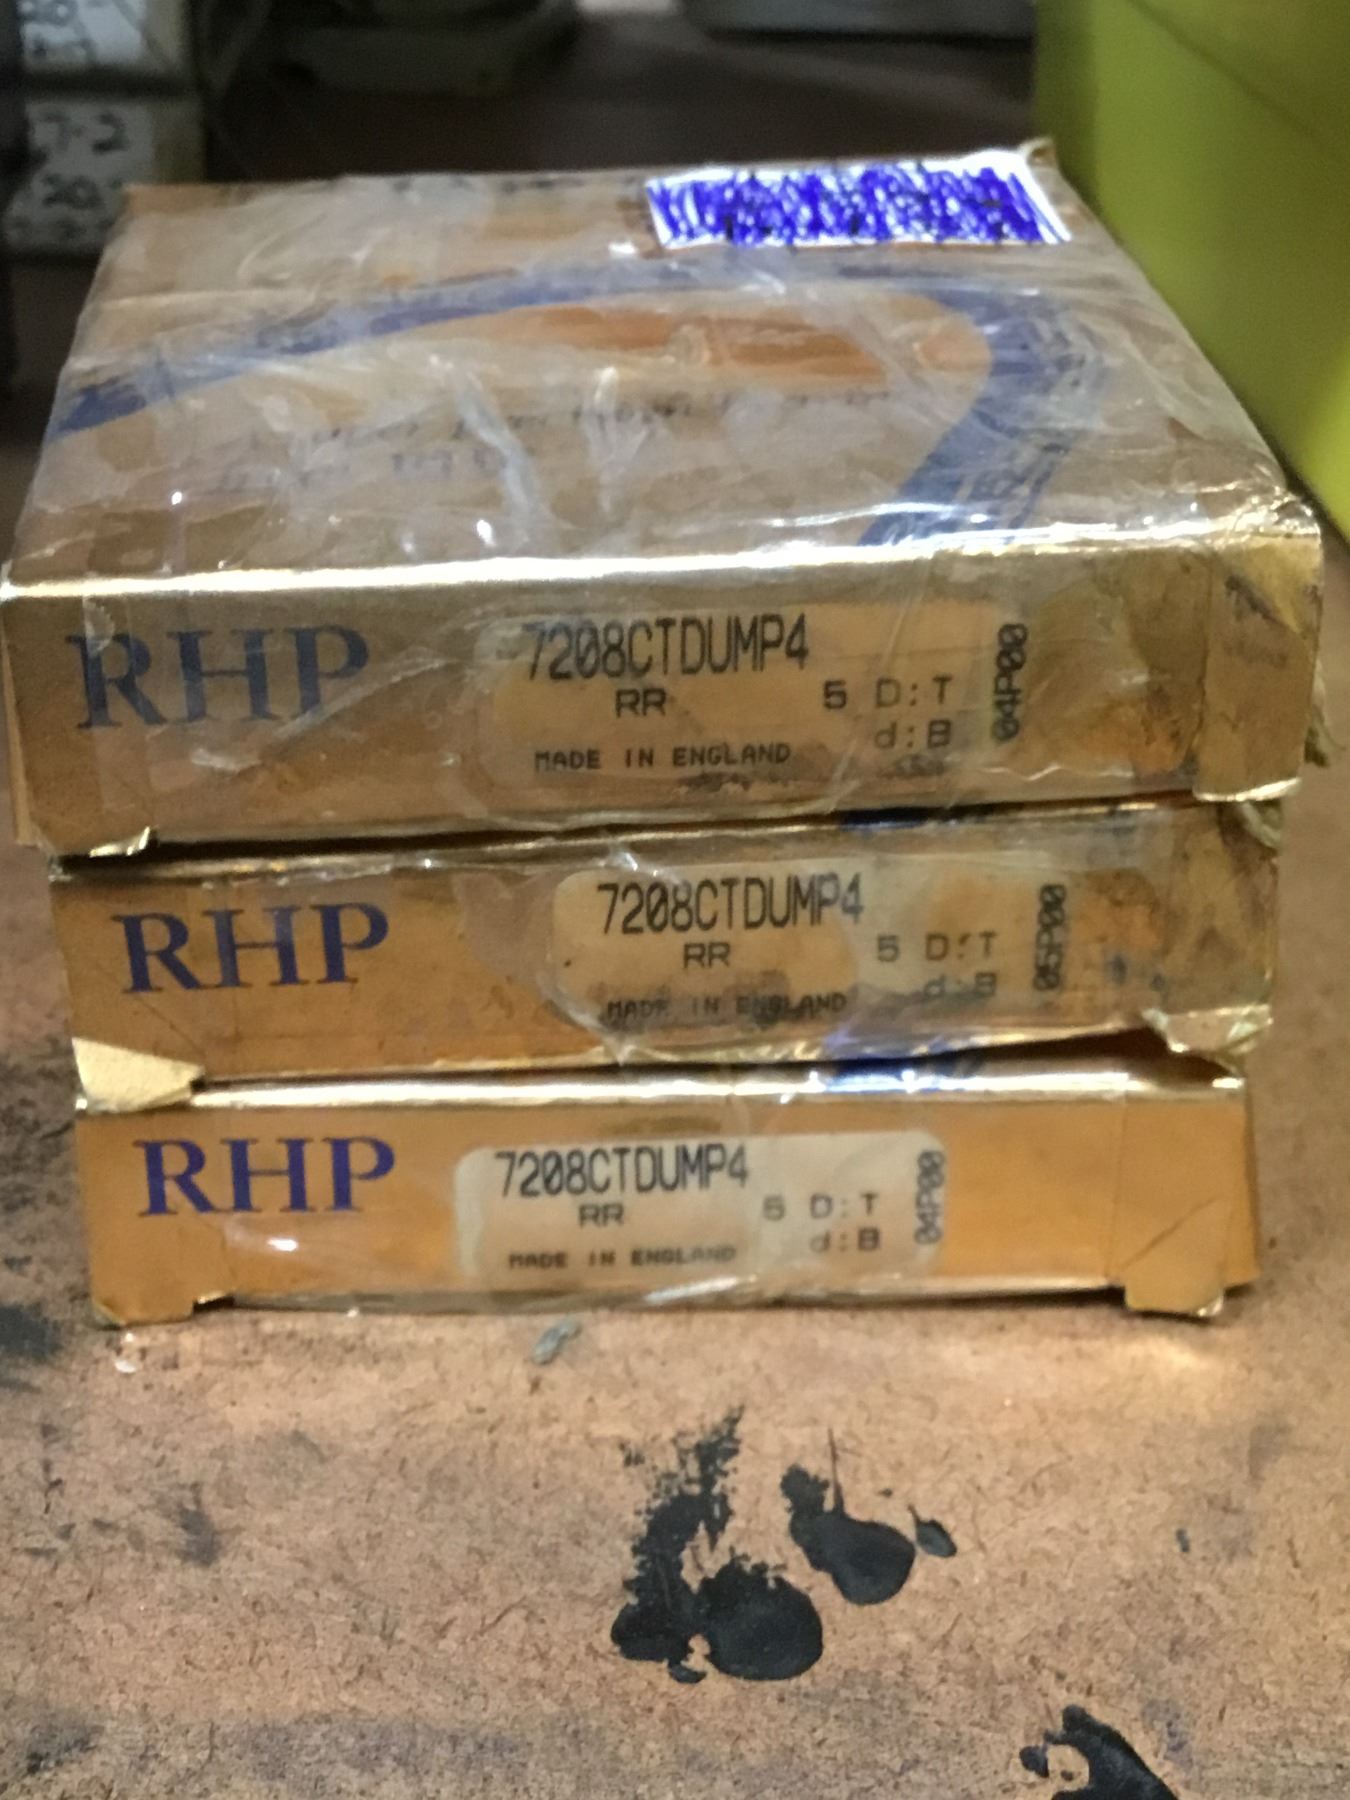 RHP
7208CTDUMP4
RR
5 D:T
d:B
MADE IN ENGLAND
04P00
RHP
7208CTDUMP4
RR
5 D:T
d:B
MADE IN ENGLAND
05P00
RHP
7208CTDUMP4
RR
5 D:T
d:B
MADE IN ENGLAND
04P00